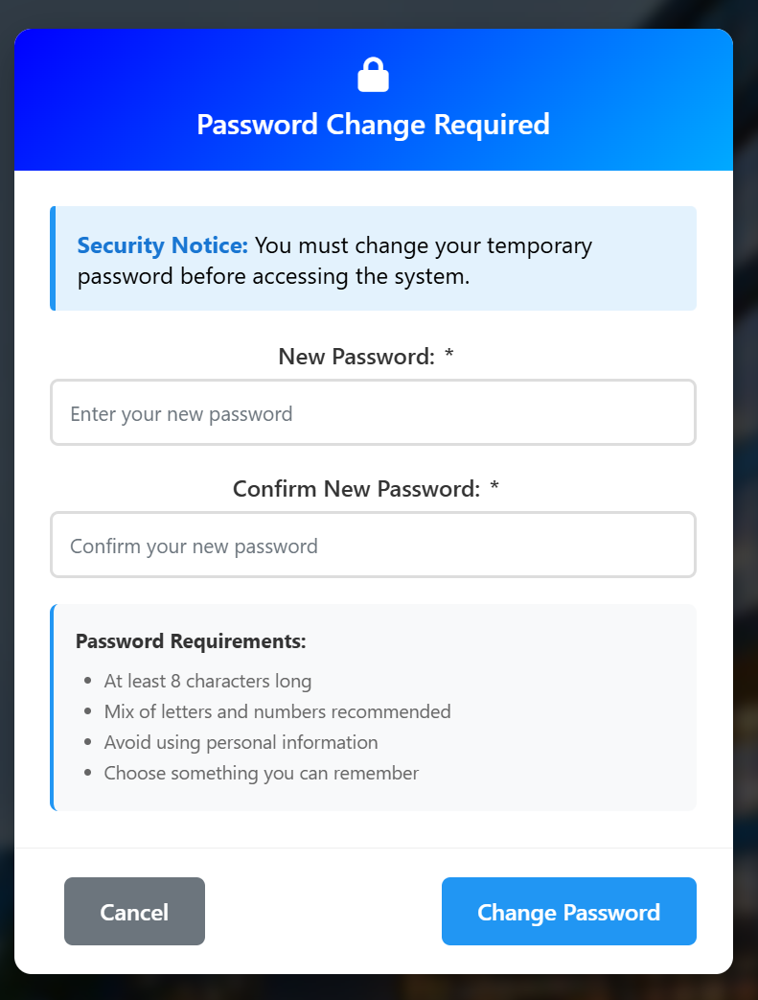 Password Change Required
Security Notice: You must change your temporary
password before accessing the system.
New Password: *
Enter your new password
Confirm New Password: *
Confirm your new password
Password Requirements:
• At least 8 characters long
• Mix of letters and numbers recommended
• Avoid using personal information
• Choose something you can remember
Cancel
Change Password